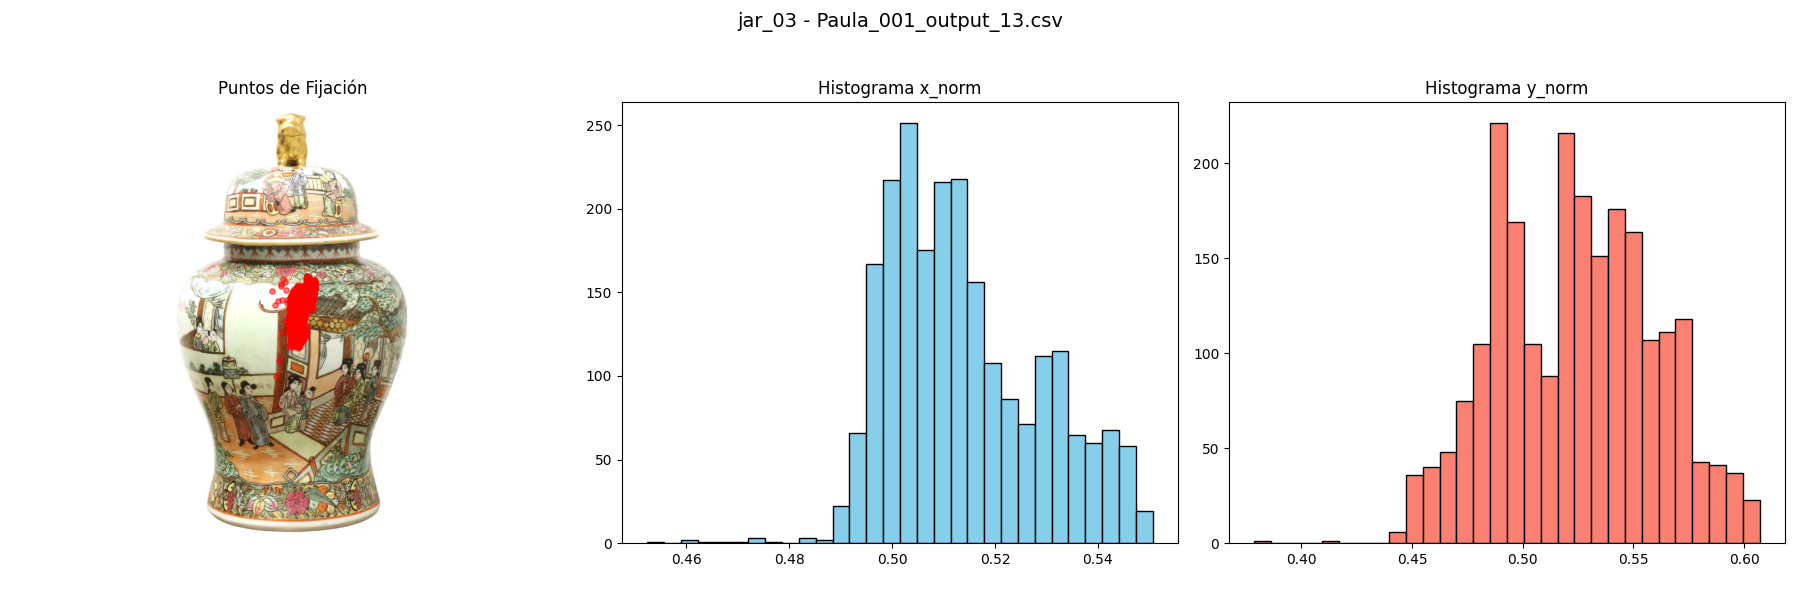 jar_03 - Paula_001_output_13.csv
Puntos de Fijación
Histograma x_norm
Histograma y_norm
250
200
150
100
50
0
0.46 0.48 0.50 0.52 0.54
200
150
100
50
0
0.40 0.45 0.50 0.55 0.60